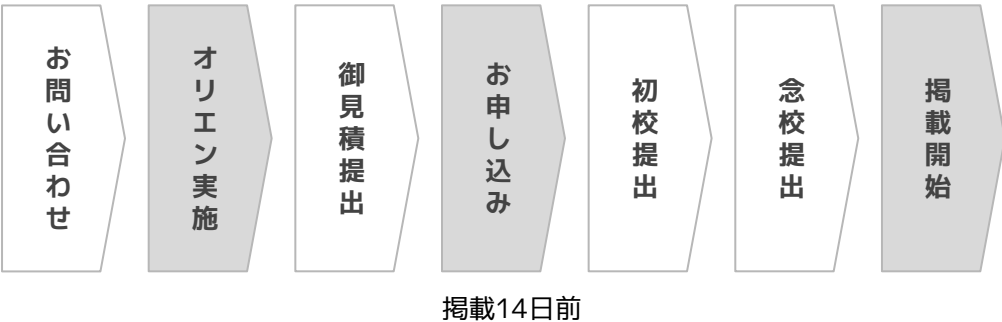 お問い合わせ
オリエン実施
御見積提出
お申し込み
初校提出
念校提出
掲載開始
掲載14日前